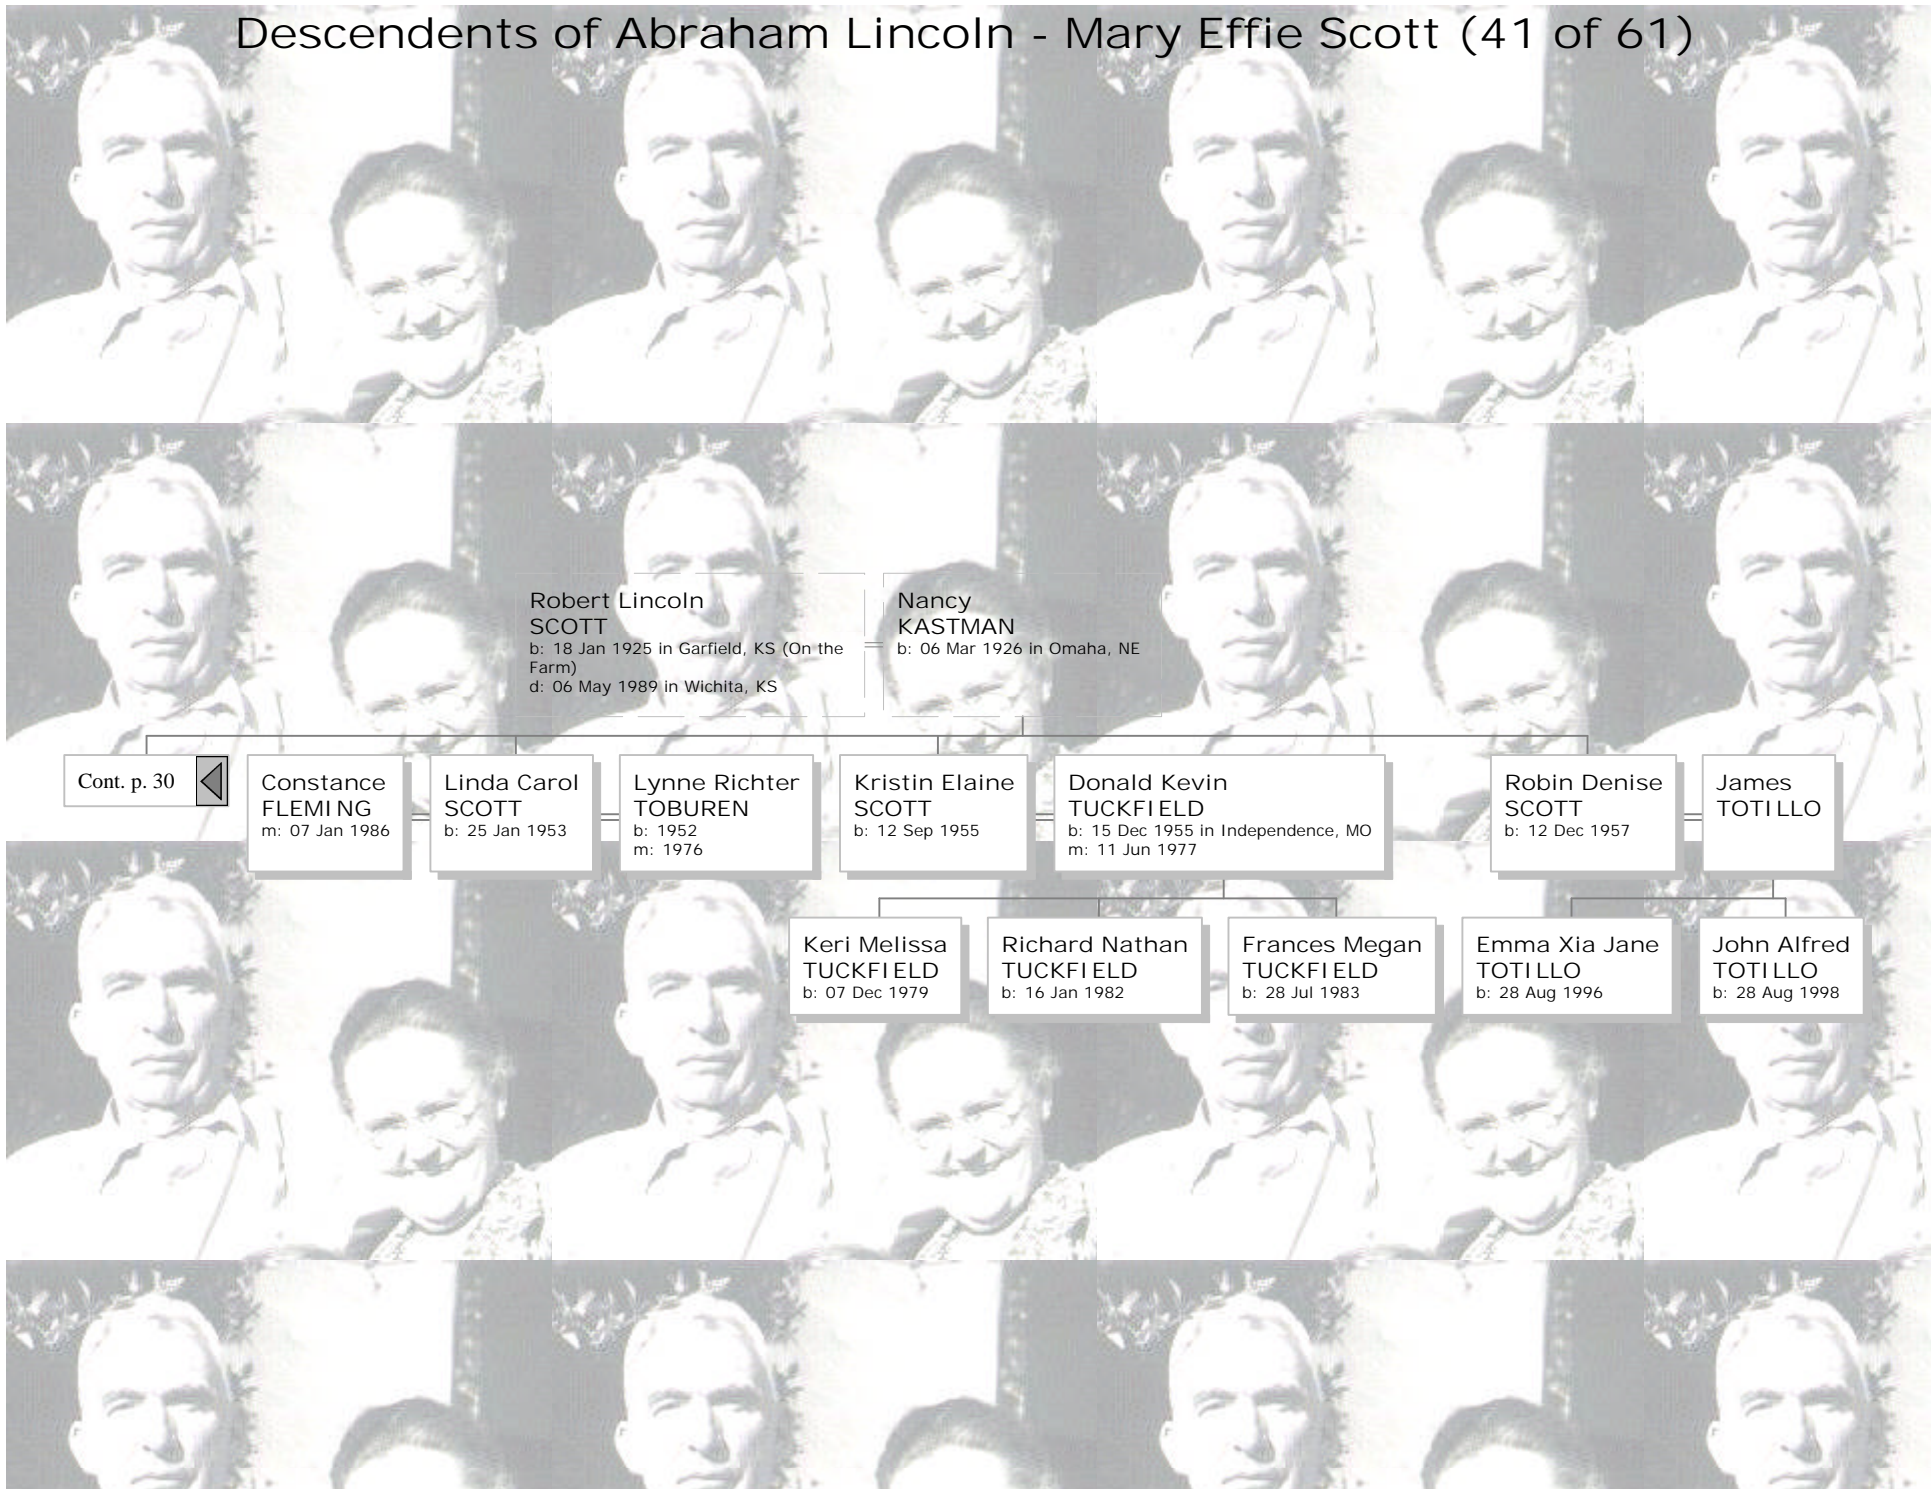 Descendents of Abraham Lincoln - Mary Effie Scott (41 of 61)
Robert Lincoln
SCOTT
b: 18 Jan 1925 in Garfield, KS (On the
Farm)
d: 06 May 1989 in Wichita, KS
Nancy
KASTMAN
b: 06 Mar 1926 in Omaha, NE
Cont. p. 30
Constance
FLEMING
m: 07 Jan 1986
Linda Carol
SCOTT
b: 25 Jan 1953
Lynne Richter
TOBUREN
b: 1952
m: 1976
Kristin Elaine
SCOTT
b: 12 Sep 1955
Donald Kevin
TUCKFIELD
b: 15 Dec 1955 in Independence, MO
m: 11 Jun 1977
Robin Denise
SCOTT
b: 12 Dec 1957
James
TOTILLO
Keri Melissa
TUCKFIELD
b: 07 Dec 1979
Richard Nathan
TUCKFIELD
b: 16 Jan 1982
Frances Megan
TUCKFIELD
b: 28 Jul 1983
Emma Xia Jane
TOTILLO
b: 28 Aug 1996
John Alfred
TOTILLO
b: 28 Aug 1998